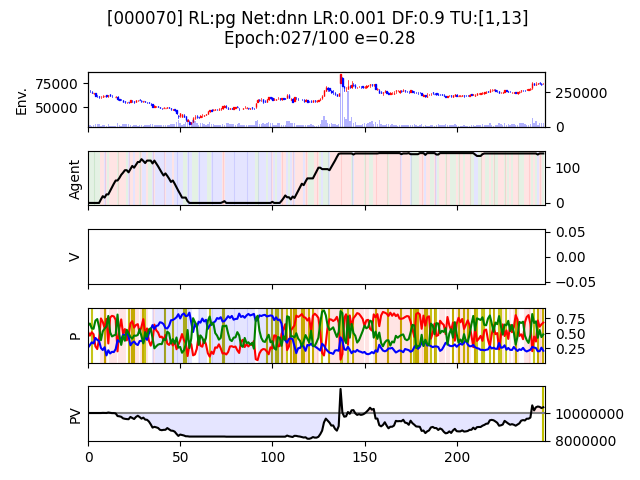 [000070] RL:pg Net:dnn LR:0.001 DF:0.9 TU:[1,13]
Epoch:027/100 e=0.28
Env.
75000
50000
250000
0
Agent
100
0
V
0.05
0.00
−0.05
P
0.75
0.50
0.25
PV
10000000
8000000
0
50
100
150
200